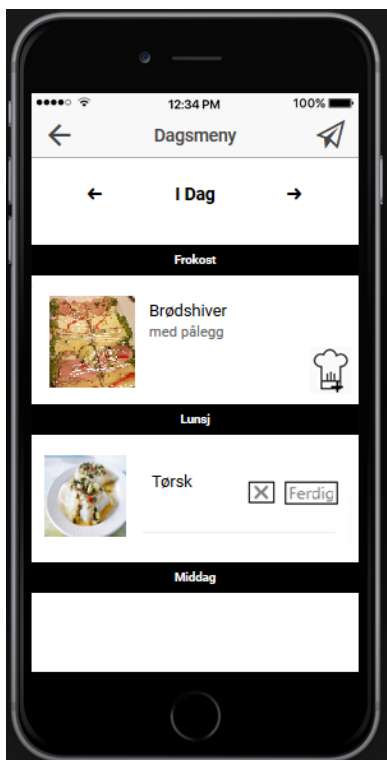 12:34 PM
100%
Dagsmeny
I Dag
Frokost
Brødshiver
med pålegg
Lunsj
Tørsk
Ferdig
Middag